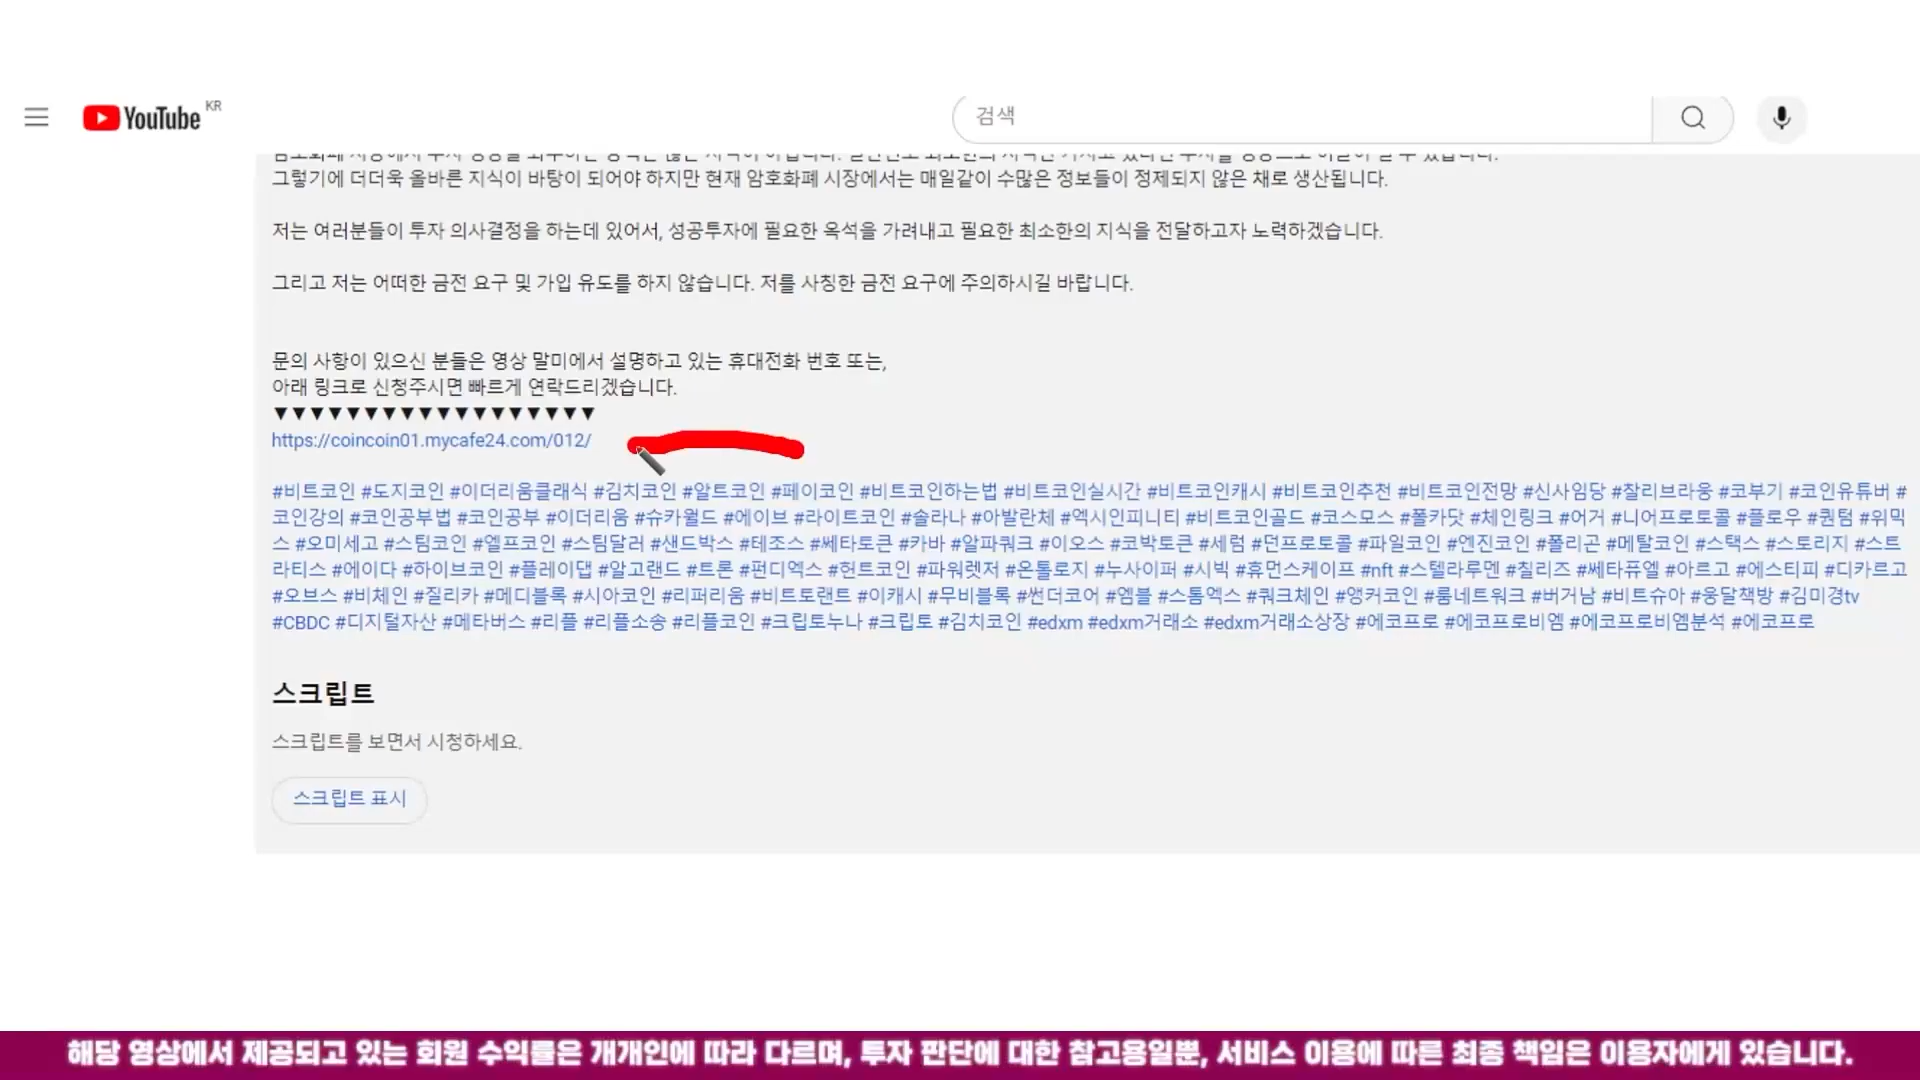 YouTube KR
검색
그렇기에 더더욱 올바른 지식이 바탕이 되어야 하지만 현재 암호화폐 시장에서는 매일같이 수많은 정보들이 정제되지 않은 채로 생산됩니다.
저는 여러분들이 투자 의사결정을 하는데 있어서, 성공투자에 필요한 옥석을 가려내고 필요한 최소한의 지식을 전달하고자 노력하겠습니다.
그리고 저는 어떠한 금전 요구 및 가입 유도를 하지 않습니다. 저를 사칭한 금전 요구에 주의하시길 바랍니다.
문의 사항이 있으신 분들은 영상 말미에서 설명하고 있는 휴대전화 번호 또는,
아래 링크로 신청주시면 빠르게 연락드리겠습니다.
▼▼▼▼▼▼▼▼▼▼▼▼▼▼▼▼▼▼
https://coincoin01.mycafe24.com/012/
#비트코인 #도지코인 #이더리움클래식 #김치코인 #알트코인 #페이코인 #비트코인하는법 #비트코인실시간 #비트코인캐시 #비트코인추천 #비트코인전망 #신사임당 #찰리브라웅 #코부기 #코인유튜버 #
코인강의 #코인공부법 #코인공부 #이더리움 #슈카월드 #에이브 #라이트코인 #솔라나 #아발란체 #엑시인피니티 #비트코인골드 #코스모스 #폴카닷 #체인링크 #어거 #니어프로토콜 #플로우 #퀀텀 #위믹
스 #오미세고 #스팀코인 #엘프코인 #스팀달러 #샌드박스 #테조스 #쎄타토큰 #카바 #알파쿼크 #이오스 #코박토큰 #세럼 #던프로토콜 #파일코인 #엔진코인 #폴리곤 #메탈코인 #스택스 #스토리지 #스트
라티스 #에이다 #하이브코인 #플레이댑 #알고랜드 #트론 #펀디엑스 #현트코인 #파워렛저 #온톨로지 #누사이퍼 #시빅 #휴먼스케이프 #nft #스텔라루멘 #칠리즈 #쎄타퓨엘 #아르고 #에스티피 #디카르고
#오브스 #비체인 #질리카 #메디블록 #시아코인 #리퍼리움 #비트토랜트 #이캐시 #무비블록 #썬더코어 #엠블 #스톰엑스 #쿼크체인 #앵커코인 #룸네트워크 #버거남 #비트슈아 #웅달책방 #김미경tv
#CBDC #디지털자산 #메타버스 #리플 #리플소송 #리플코인 #크립토누나 #크립토 #김치코인 #edxm #edxm거래소 #edxm거래소상장 #에코프로 #에코프로비엠 #에코프로비엠분석 #에코프로
스크립트
스크립트를 보면서 시청하세요.
스크립트 표시
해당 영상에서 제공되고 있는 회원 수익률은 개개인에 따라 다르며, 투자 판단에 대한 참고용일뿐, 서비스 이용에 따른 최종 책임은 이용자에게 있습니다.